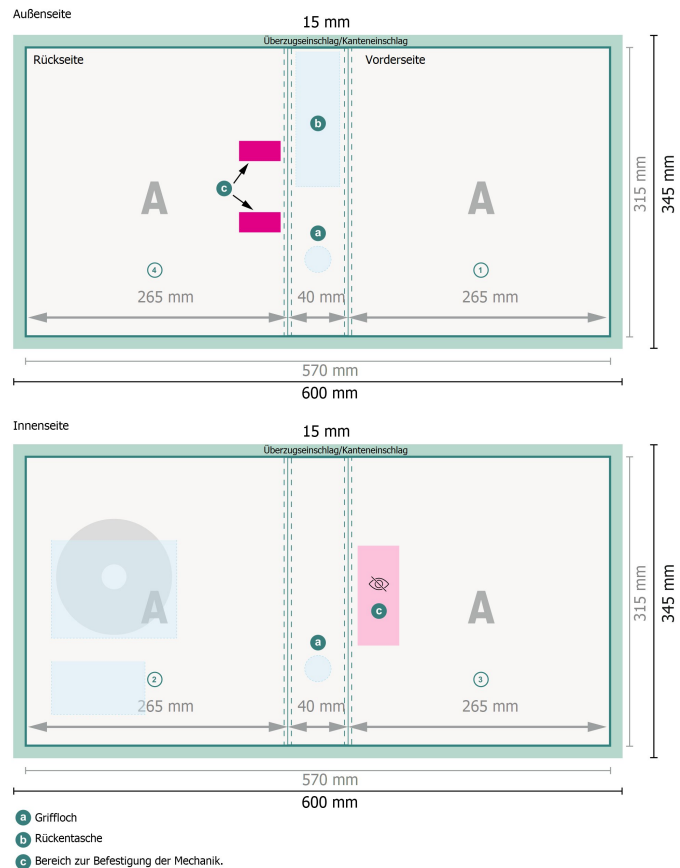 Außenseite
15 mm
Überzugseinschlag/Kanteneinschlag
Rückseite
Vorderseite
b
c
A
A
a
4
1
265 mm
40 mm
265 mm
315 mm
345 mm
570 mm
600 mm
Innenseite
15 mm
Überzugseinschlag/Kanteneinschlag
A
A
c
a
2
3
265 mm
40 mm
265 mm
315 mm
345 mm
570 mm
600 mm
a Griffloch
b Rückentasche
c Bereich zur Befestigung der Mechanik.